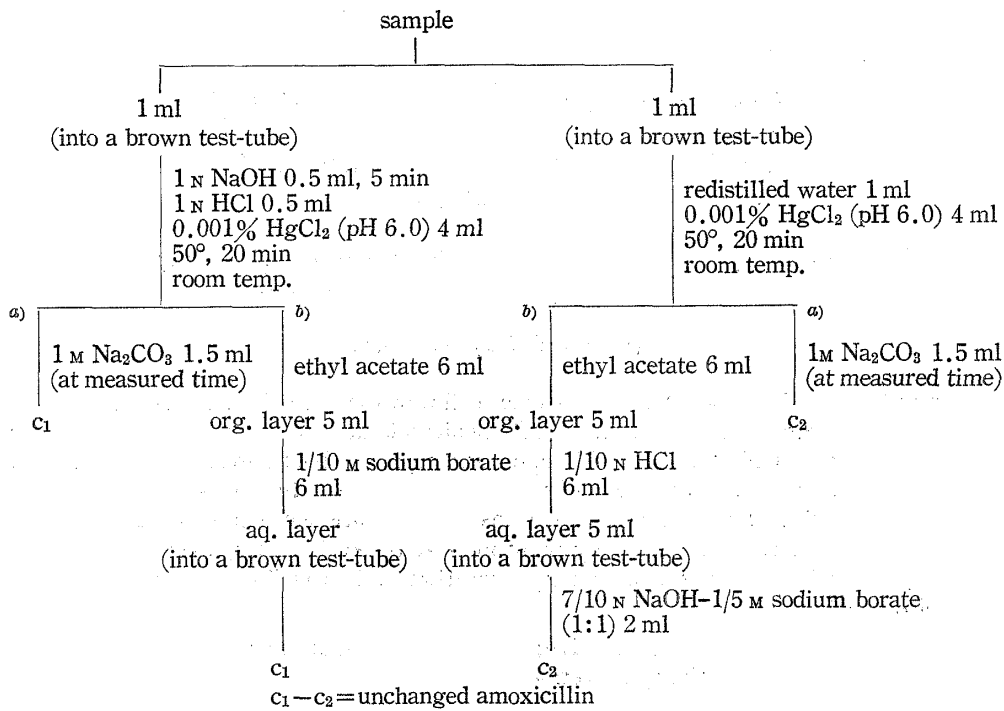 sample
1 ml
(into a brown test-tube)
1 N NaOH 0.5 ml, 5 min
1 N HCl 0.5 ml
0.001% HgCl₂ (pH 6.0) 4 ml
50°, 20 min
room temp.
1 ml
(into a brown test-tube)
redistilled water 1 ml
0.001% HgCl₂ (pH 6.0) 4 ml
50°, 20 min
room temp.
a)
b)
b)
a)
1 M Na₂CO₃ 1.5 ml
(at measured time)
ethyl acetate 6 ml
ethyl acetate 6 ml
1M Na₂CO₃ 1.5 ml
(at measured time)
c₁
org. layer 5 ml
org. layer 5 ml
c₂
1/10 M sodium borate
6 ml
1/10 N HCl
6 ml
aq. layer
(into a brown test-tube)
aq. layer 5 ml
(into a brown test-tube)
7/10 N NaOH–1/5 M sodium borate
(1:1) 2 ml
c₁
c₂
c₁−c₂=unchanged amoxicillin